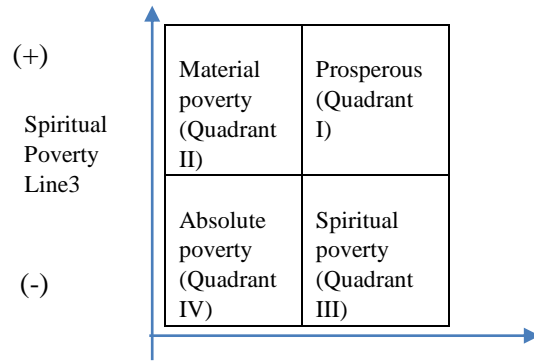 (+)
Spiritual
Poverty
Line3
(-)
Material
poverty
(Quadrant
II)
Prosperous
(Quadrant
I)
Absolute
poverty
(Quadrant
IV)
Spiritual
poverty
(Quadrant
III)